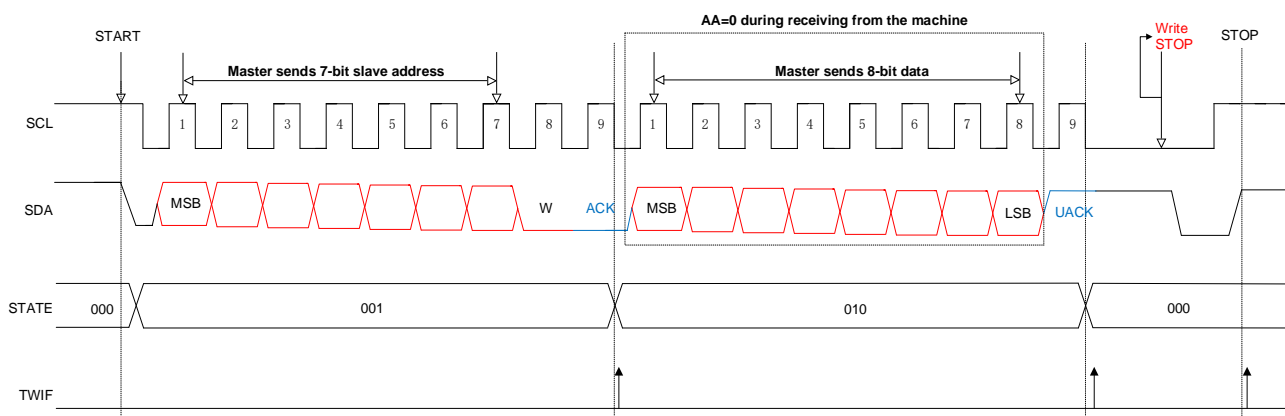 AA=0 during receiving from the machine
START
Write
STOP
STOP
Master sends 7-bit slave address
Master sends 8-bit data
SCL
1 2 3 4 5 6 7 8 9 1 2 3 4 5 6 7 8 9
SDA
MSB W ACK MSB LSB UACK
STATE
000 001 010 000
TWIF